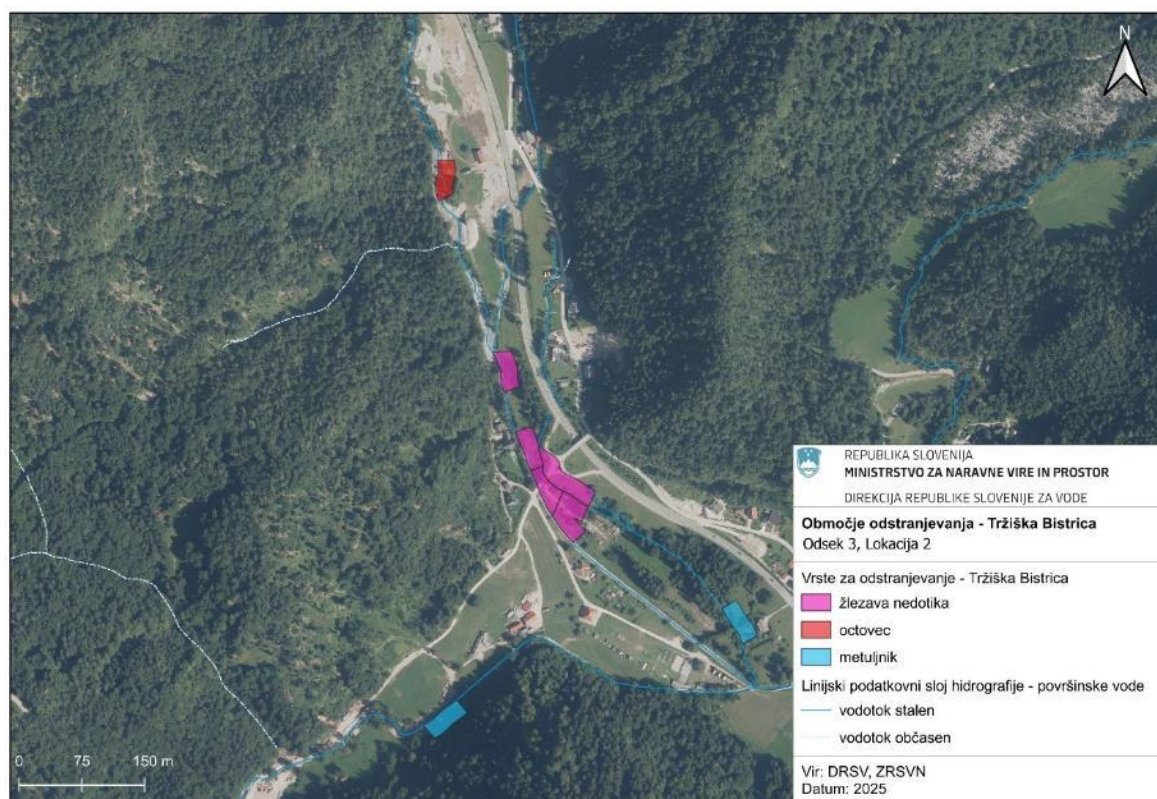 N
REPUBLIKA SLOVENIJA
MINISTRSTVO ZA NARAVNE VIRE IN PROSTOR
DIREKCIJA REPUBLIKE SLOVENIJE ZA VODE
Območje odstranjevanja - Tržiška Bistrica
Odsek 3, Lokacija 2
Vrste za odstranjevanje - Tržiška Bistrica
žlezava nedotika
octovec
metuljnik
Linijski podatkovni sloj hidrografije - površinske vode
vodotok stalen
vodotok občasen
Vir: DRSV, ZRSVN
Datum: 2025
0 75 150 m